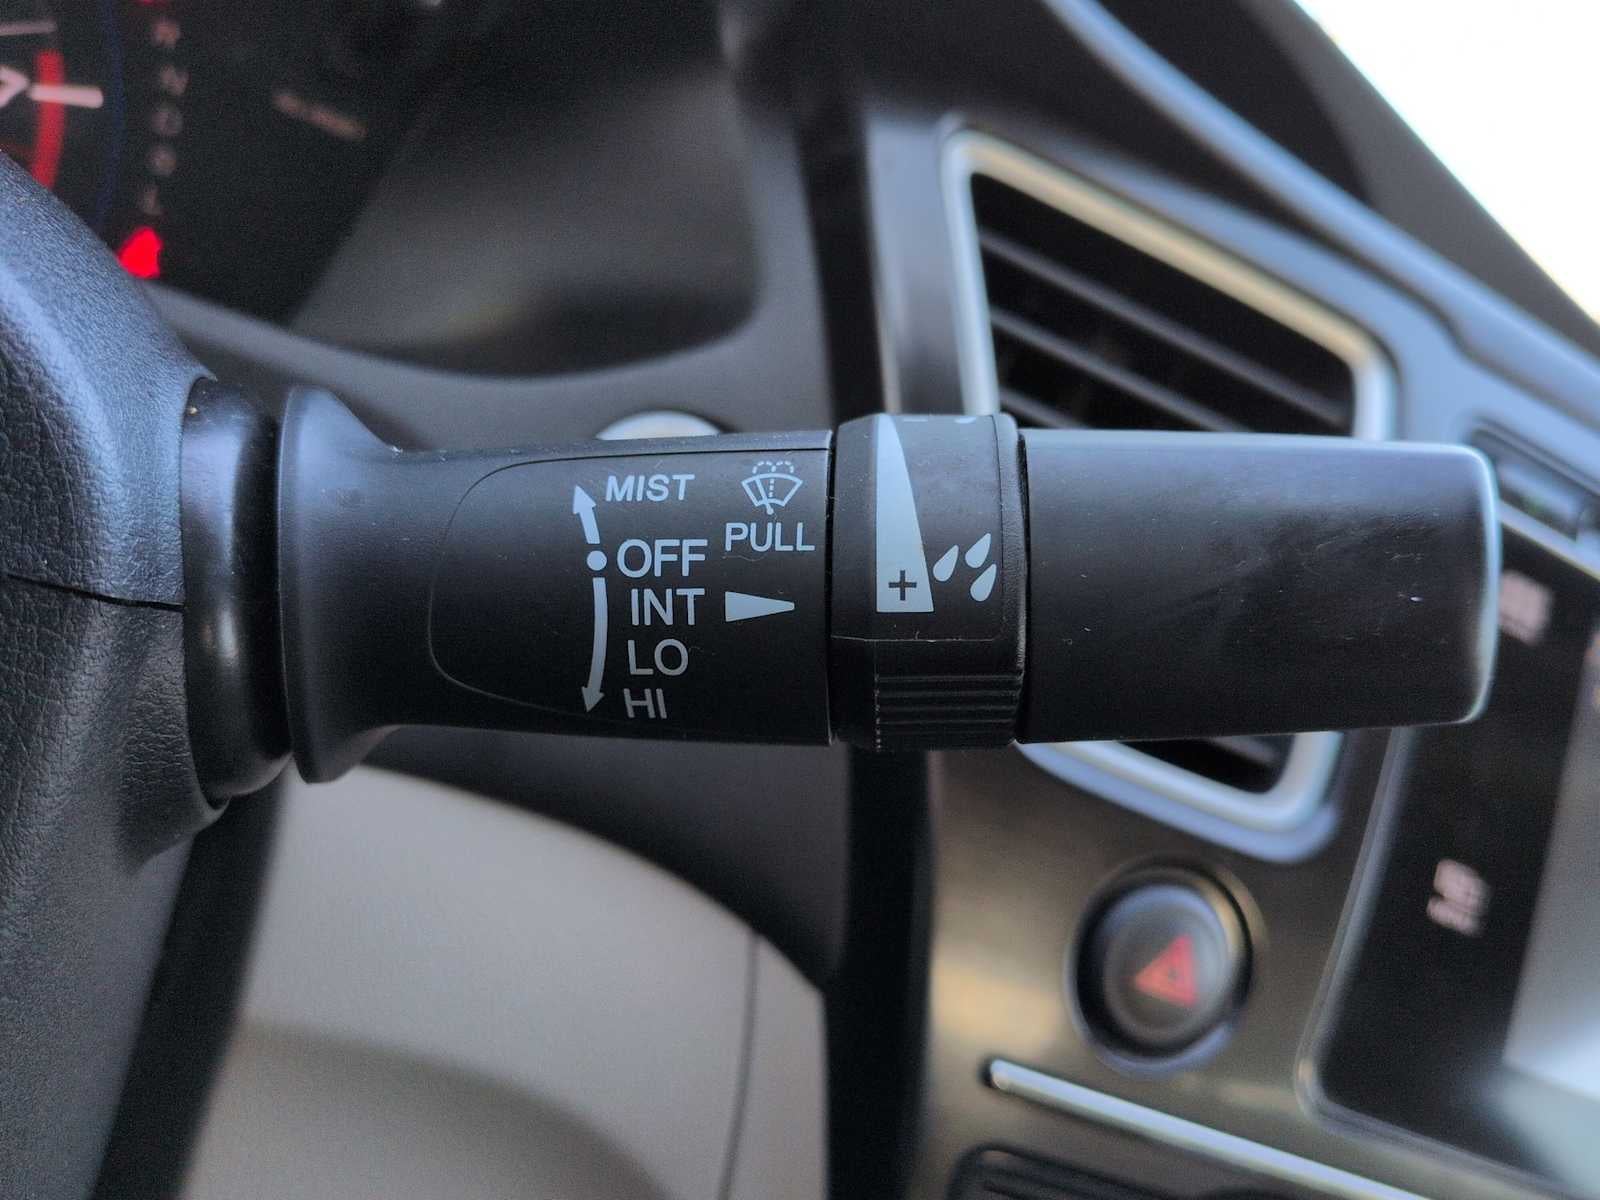 MIST
PULL
OFF
INT
LO
HI
+